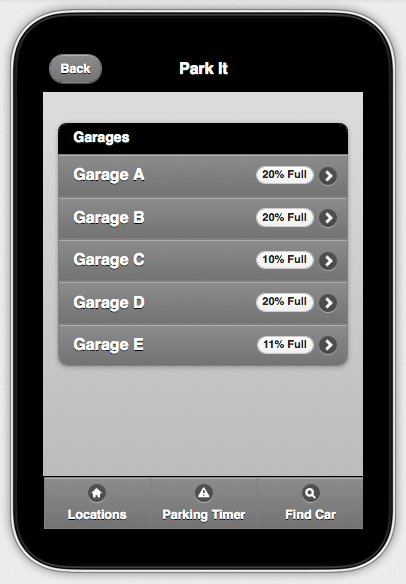 Back
Park It
Garages
Garage A 20% Full
Garage B 20% Full
Garage C 10% Full
Garage D 20% Full
Garage E 11% Full
Locations Parking Timer Find Car